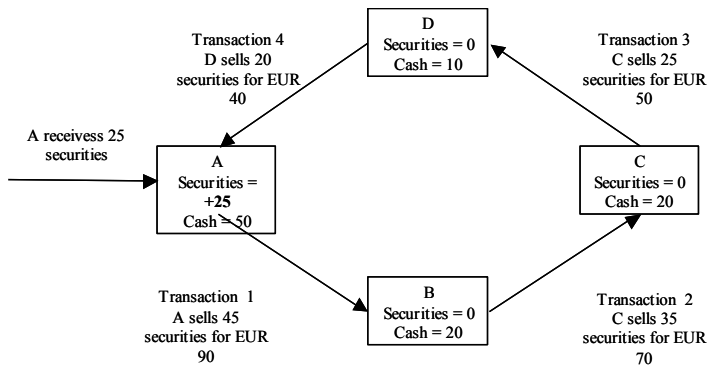 D
Securities = 0
Cash = 10
Transaction 4
D sells 20
securities for EUR
40
Transaction 3
C sells 25
securities for EUR
50
A receivess 25
securities
A
Securities =
+25
Cash = 50
C
Securities = 0
Cash = 20
B
Securities = 0
Cash = 20
Transaction 1
A sells 45
securities for EUR
90
Transaction 2
C sells 35
securities for EUR
70